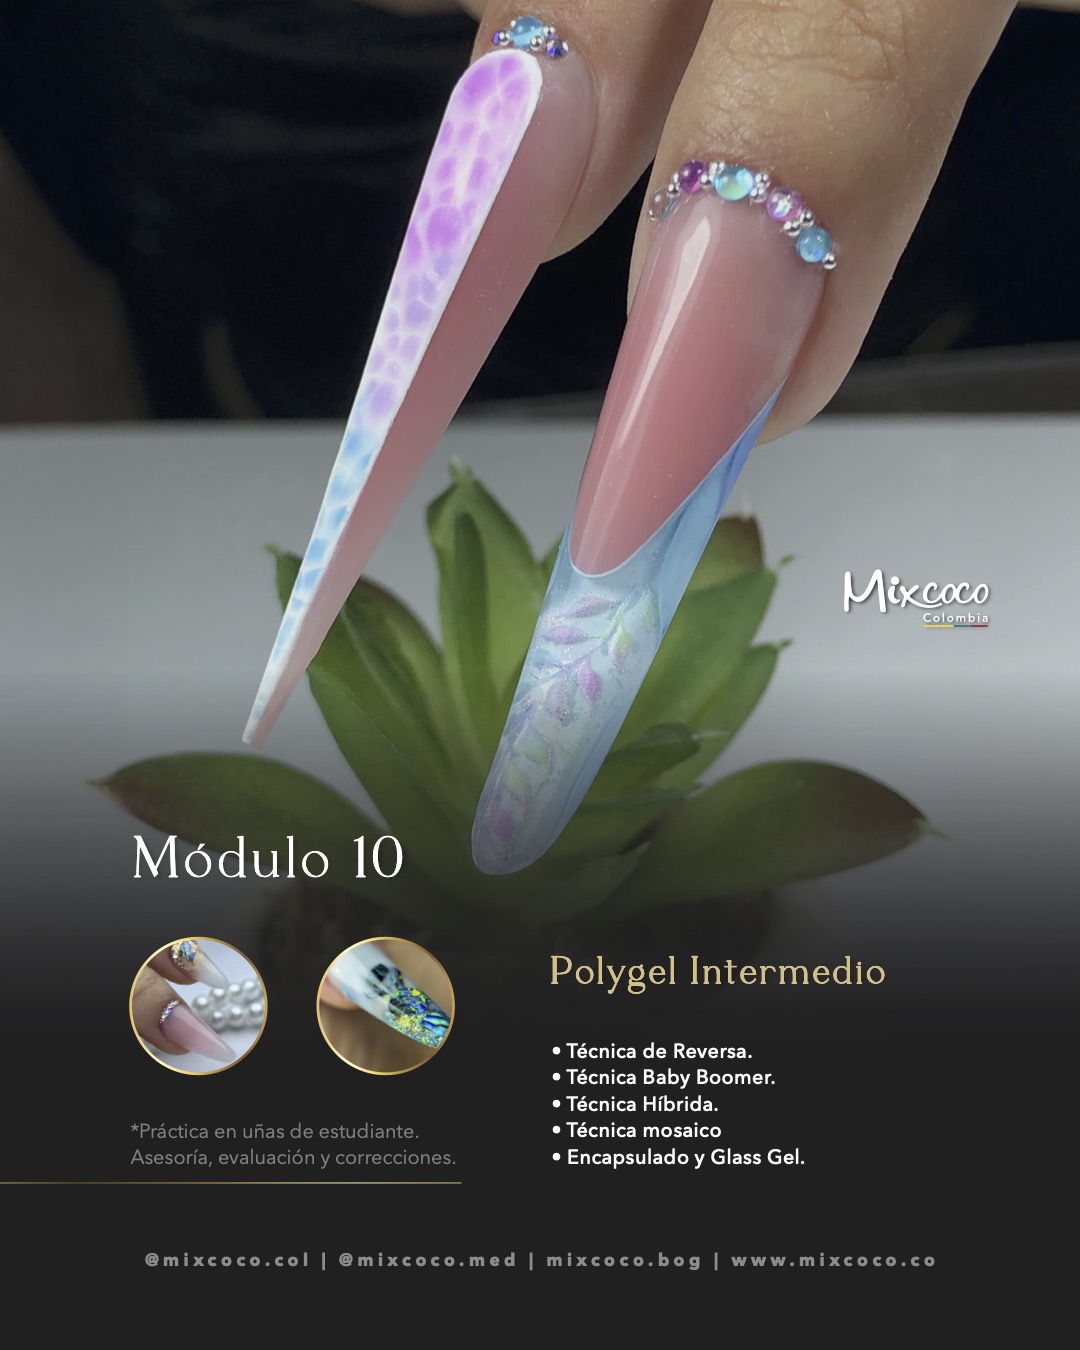 Mixcoco
Colombia
Módulo 10
Polygel Intermedio
• Técnica de Reversa.
• Técnica Baby Boomer.
• Técnica Híbrida.
• Técnica mosaico
• Encapsulado y Glass Gel.
*Práctica en uñas de estudiante.
Asesoría, evaluación y correcciones.
@mixcoco.col | @mixcoco.med | mixcoco.bog | www.mixcoco.co